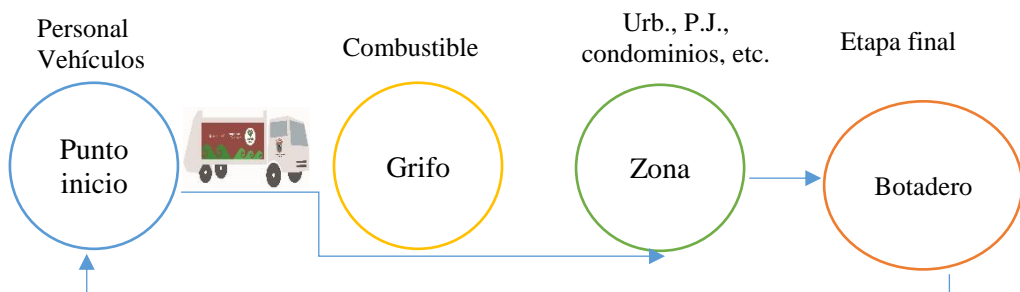 Personal
Vehículos
Combustible
Urb., P.J.,
condominios, etc.
Etapa final
Punto
inicio
Grifo
Zona
Botadero